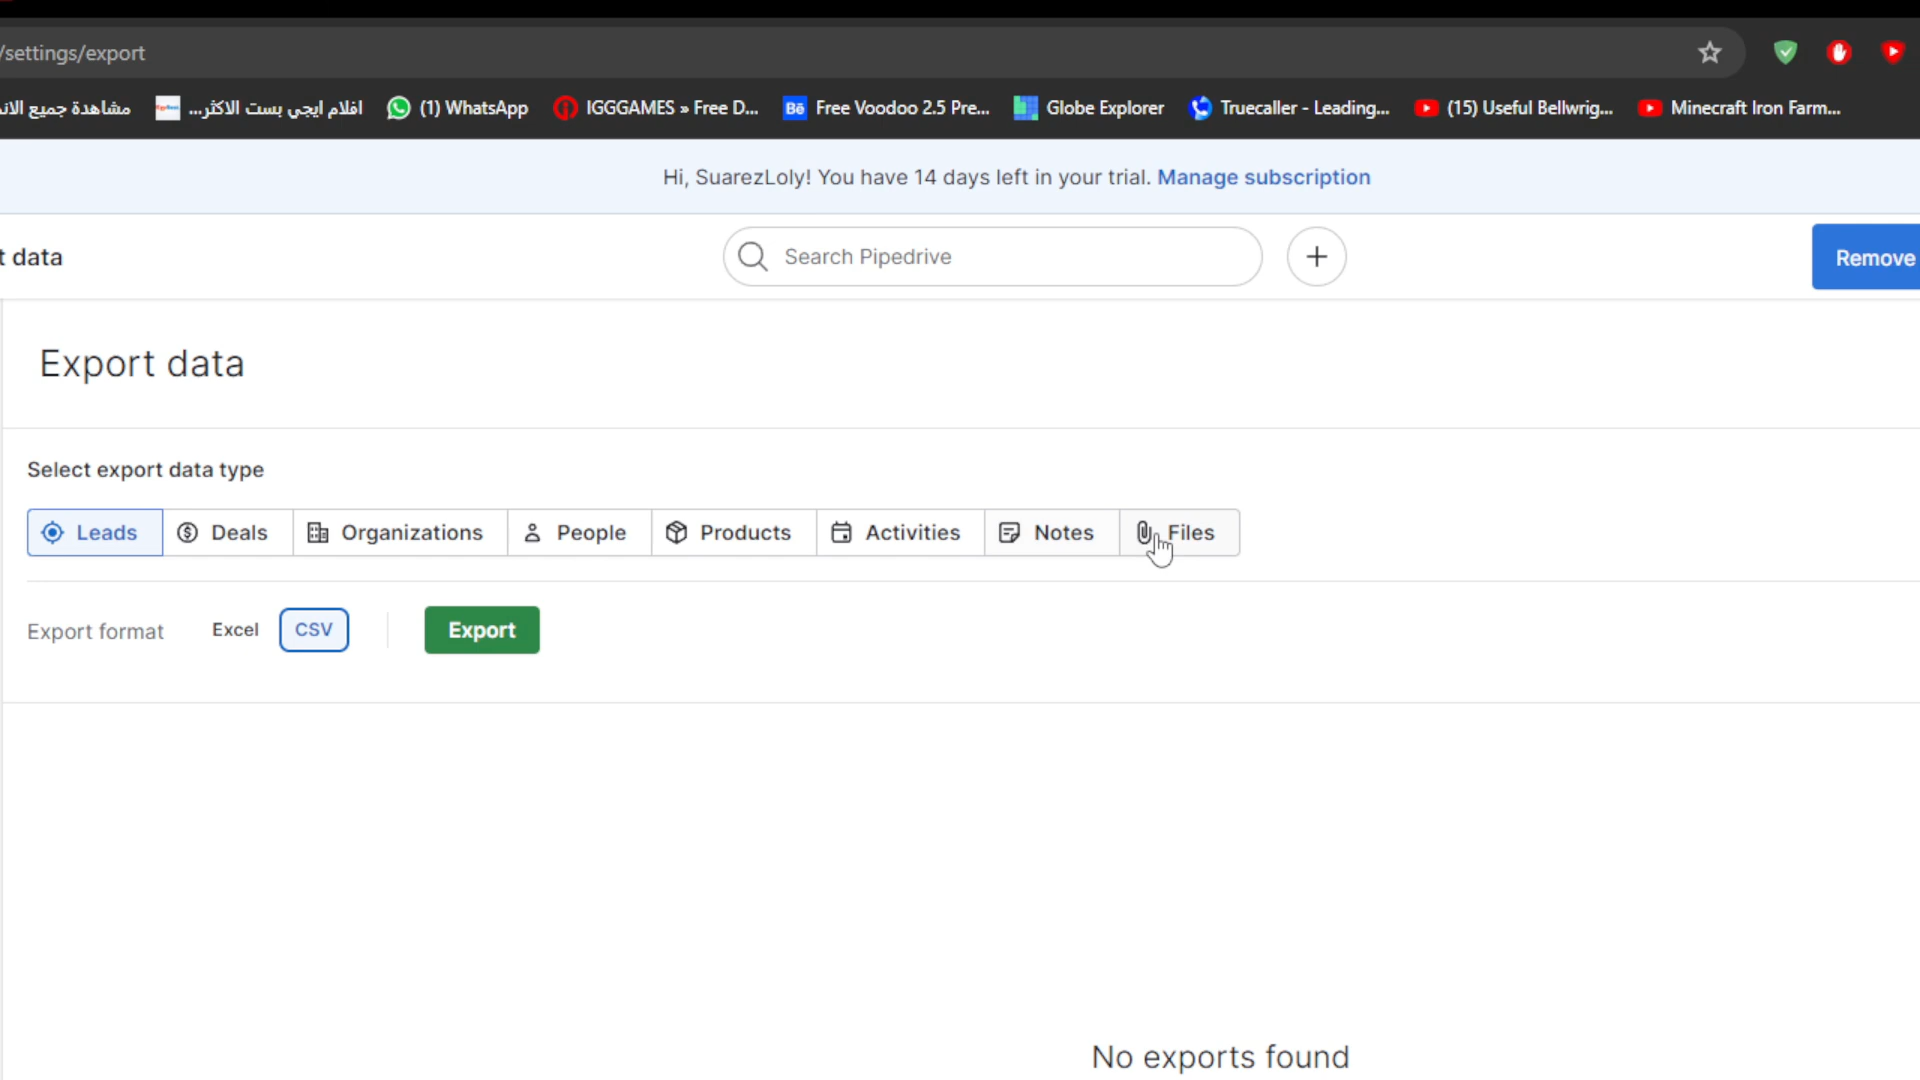 /settings/export
مشاهدة جميع الان
افلام ايجي بست الاكثر...
(1) WhatsApp
IGGGAMES » Free D...
Bē Free Voodoo 2.5 Pre...
Globe Explorer
Truecaller - Leading...
(15) Useful Bellwrig...
Minecraft Iron Farm...
Hi, SuarezLoly! You have 14 days left in your trial. Manage subscription
t data
Search Pipedrive
+
Remove
Export data
Select export data type
Leads
Deals
Organizations
People
Products
Activities
Notes
Files
Export format
Excel
CSV
Export
No exports found